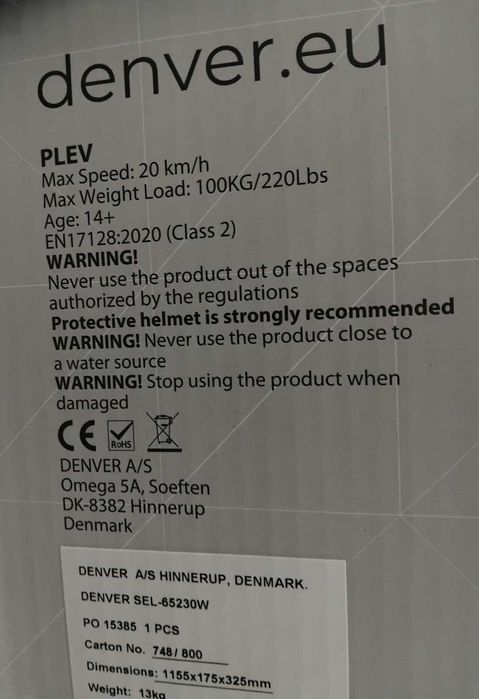 denver.eu
PLEV
Max Speed: 20 km/h
Max Weight Load: 100KG/220Lbs
Age: 14+
EN17128:2020 (Class 2)
WARNING!
Never use the product out of the spaces
authorized by the regulations
Protective helmet is strongly recommended
WARNING! Never use the product close to
a water source
WARNING! Stop using the product when
damaged
CE RoHS
DENVER A/S
Omega 5A, Soeften
DK-8382 Hinnerup
Denmark
DENVER A/S HINNERUP, DENMARK.
DENVER SEL-65230W
PO 15385 1 PCS
Carton No. 748/ 800
Dimensions: 1155x175x325mm
Weight: 13kg